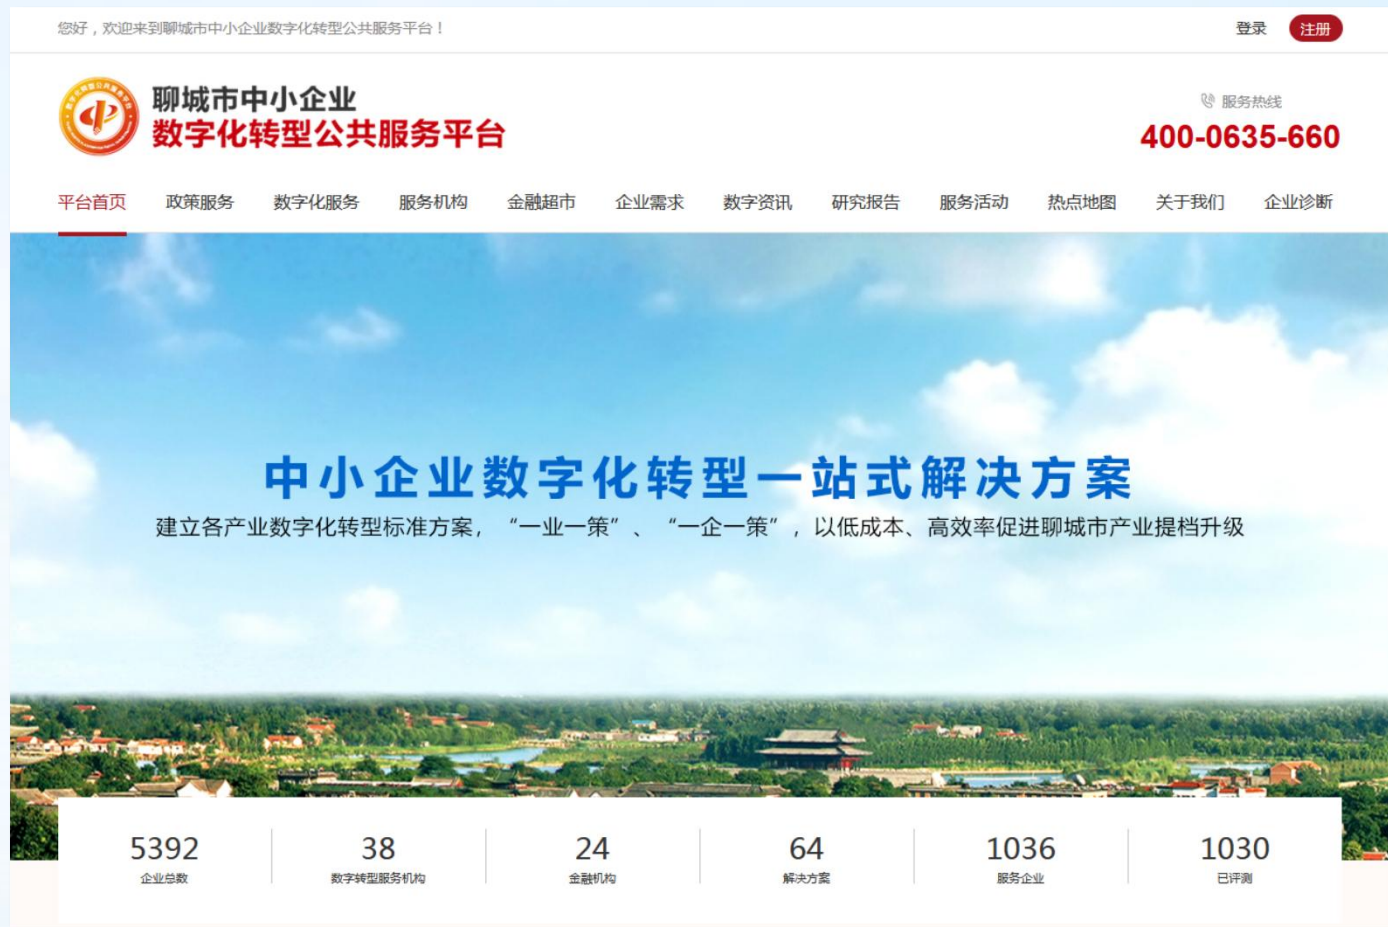 您好，欢迎来到聊城市中小企业数字化转型公共服务平台！
登录 注册
聊城市中小企业
数字化转型公共服务平台
服务热线
400-0635-660
平台首页 政策服务 数字化服务 服务机构 金融超市 企业需求 数字资讯 研究报告 服务活动 热点地图 关于我们 企业诊断
中小企业数字化转型一站式解决方案
建立各产业数字化转型标准方案，“一业一策”、“一企一策”，以低成本、高效率促进聊城市产业提档升级
5392 38 24 64 1036 1030
企业总数 数字转型服务机构 金融机构 解决方案 服务企业 已评测